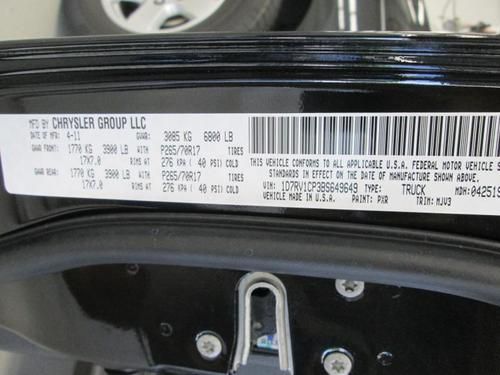 MFD BY CHRYSLER GROUP LLC
DATE OF MFR: 4-11 GVWR: 3085 KG 6800 LB
GAWR FRONT: 1770 KG 3900 LB WITH P265/70R17 TIRES
17X7.0 RIMS AT 276 KPA ( 40 PSI) COLD
GAWR REAR: 1770 KG 3900 LB WITH P265/70R17 TIRES
17X7.0 RIMS AT 276 KPA ( 40 PSI) COLD
THIS VEHICLE CONFORMS TO ALL APPLICABLE U.S.A. FEDERAL MOTOR VEHICLE
STANDARDS IN EFFECT ON THE DATE OF MANUFACTURE SHOWN ABOVE.
VIN: 1D7RV1CP3BS649649 TYPE: TRUCK MDH: 042519
VEHICLE MADE IN U.S.A. PAINT: PXR TRIM: MJV3